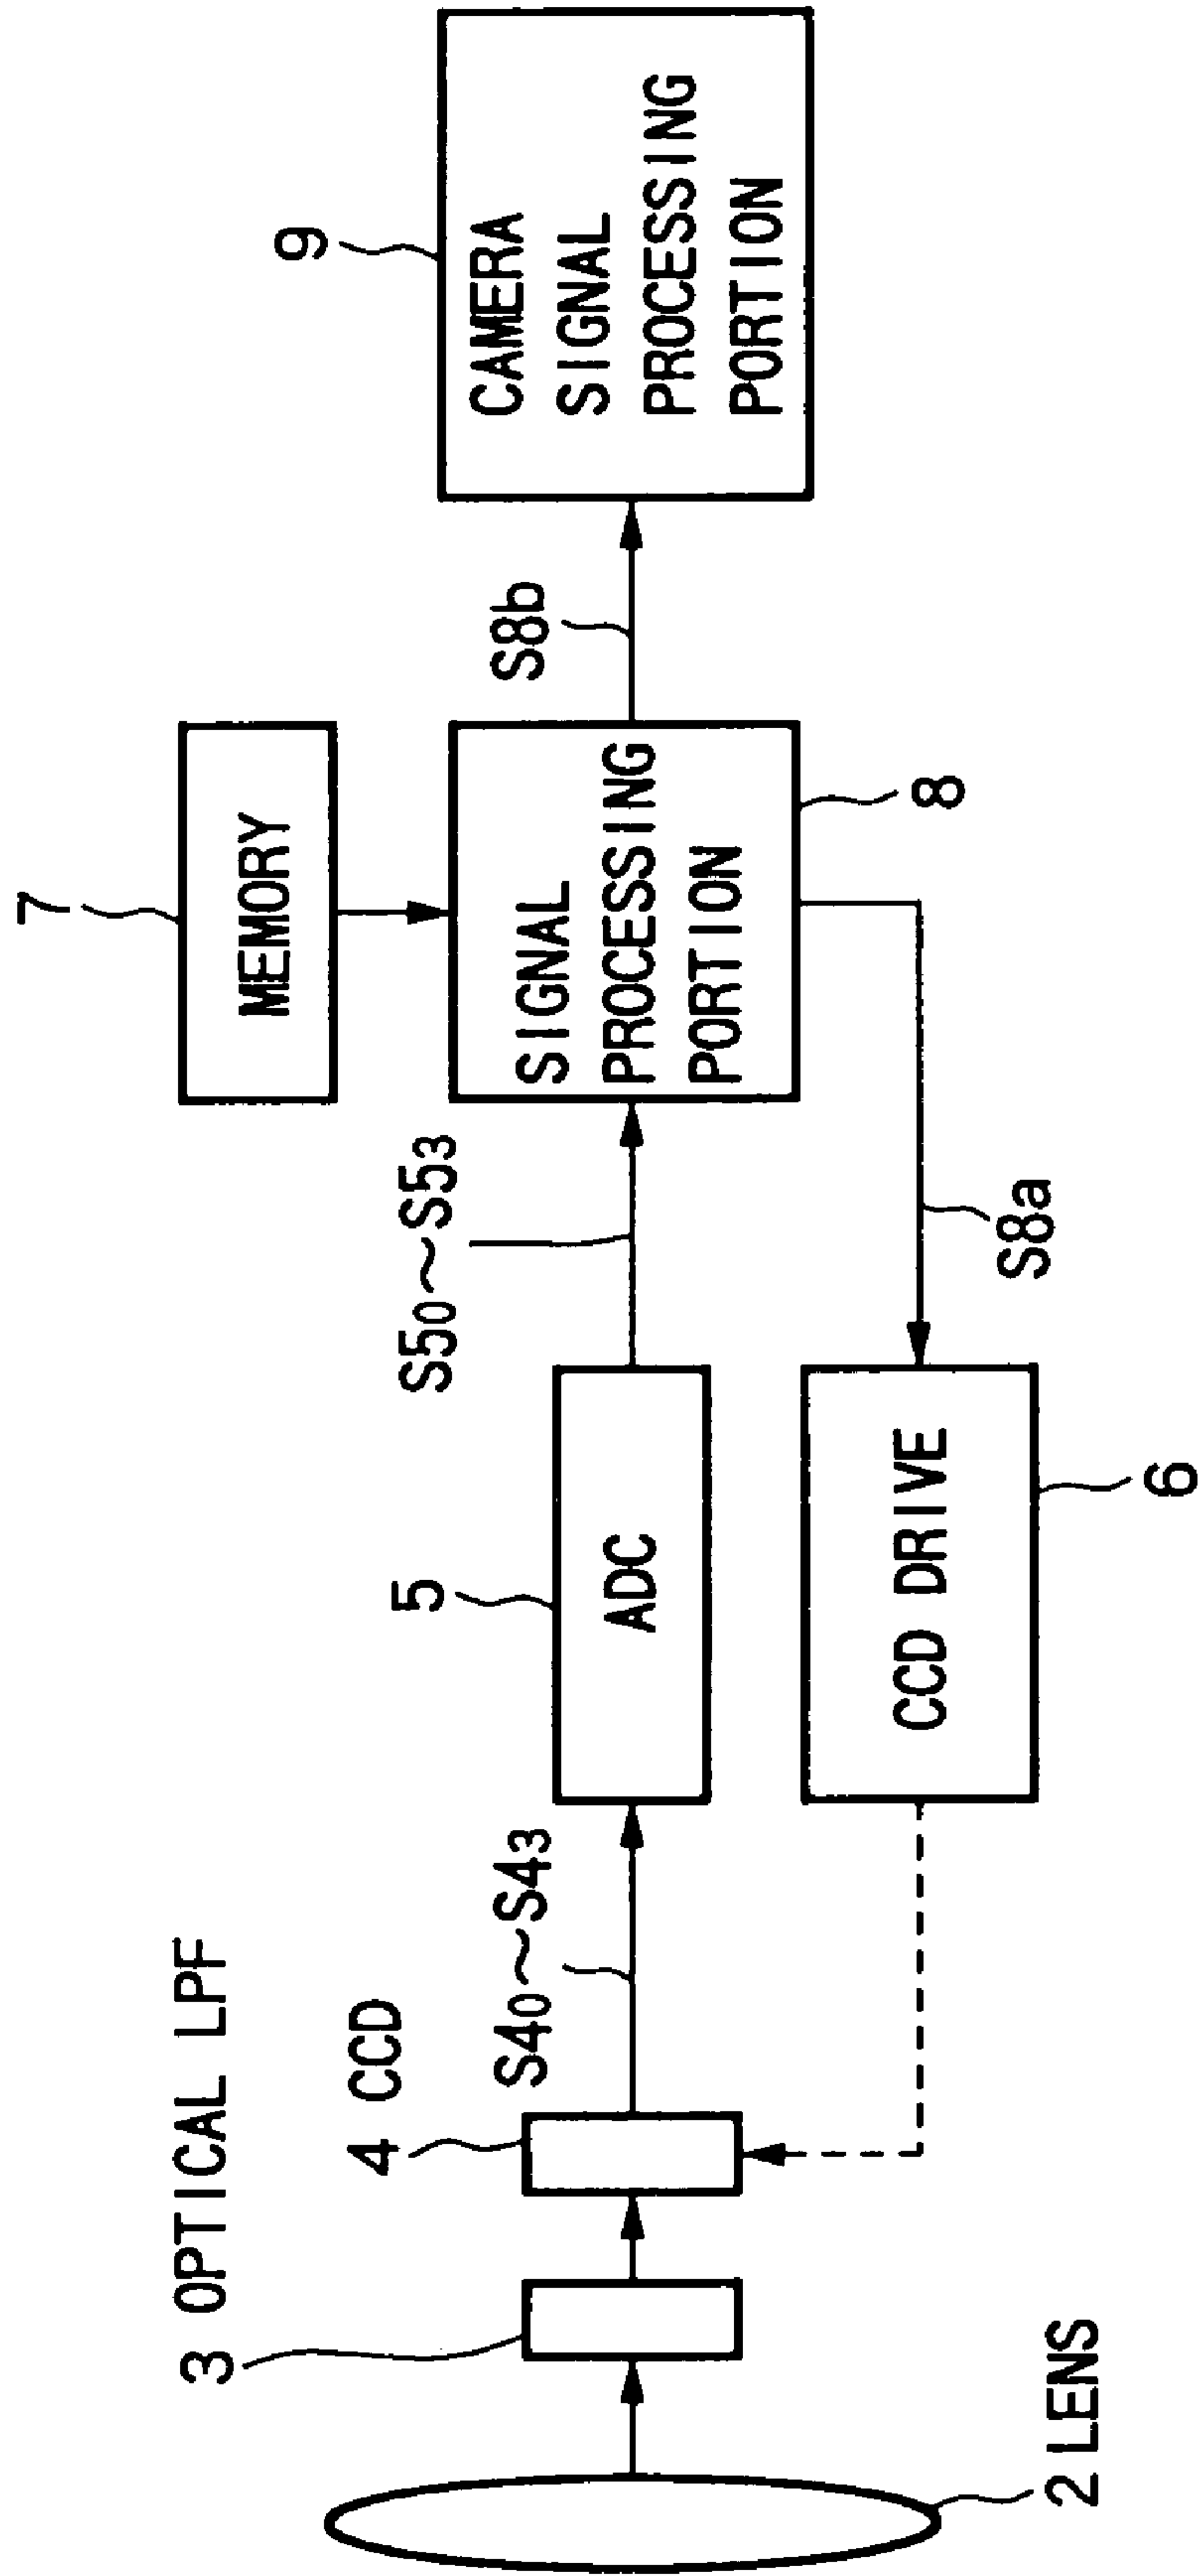 2 LENS
3 OPTICAL LPF
4 CCD
S40~S43
5
ADC
CCD DRIVE
6
S50~S53
S8a
7
MEMORY
SIGNAL
PROCESSING
PORTION
8
S8b
9
CAMERA
SIGNAL
PROCESSING
PORTION